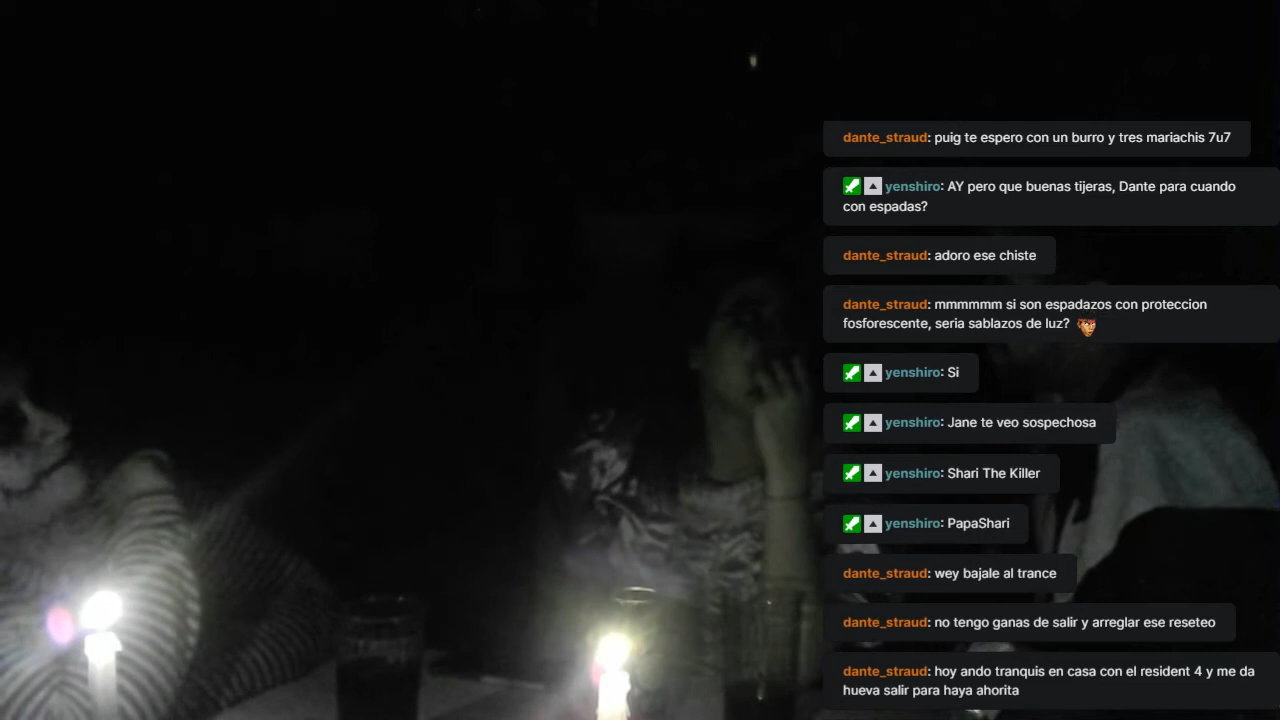 dante_straud: puig te espero con un burro y tres mariachis 7u7
yenshiro: AY pero que buenas tijeras, Dante para cuando
con espadas?
dante_straud: adoro ese chiste
dante_straud: mmmmmm si son espadazos con proteccion
fosforescente, seria sablazos de luz?
yenshiro: Si
yenshiro: Jane te veo sospechosa
yenshiro: Shari The Killer
yenshiro: PapaShari
dante_straud: wey bajale al trance
dante_straud: no tengo ganas de salir y arreglar ese reseteo
dante_straud: hoy ando tranquis en casa con el resident 4 y me da
hueva salir para haya ahorita